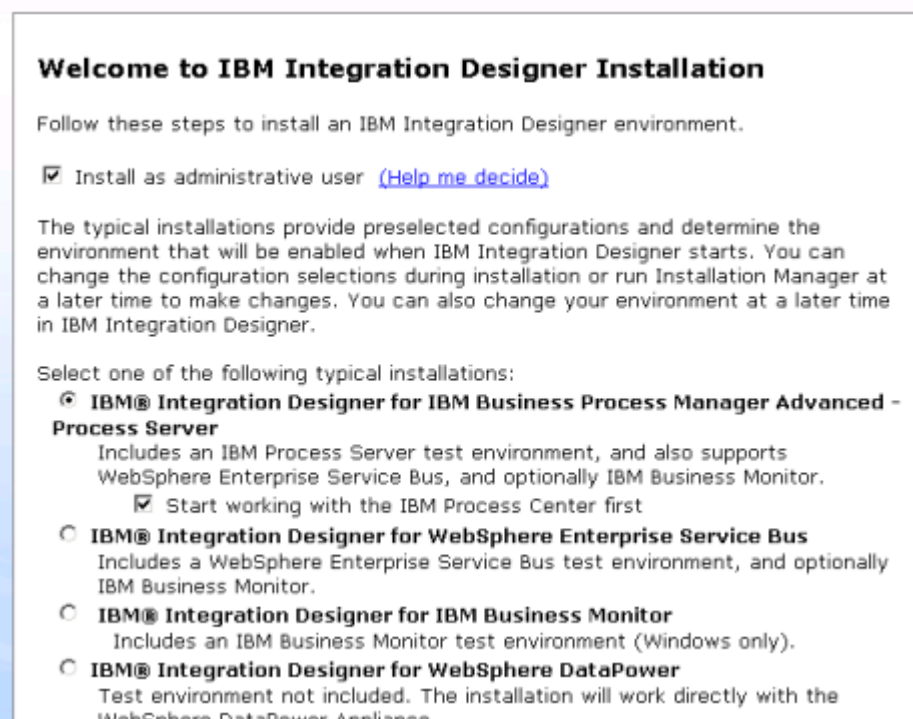 Welcome to IBM Integration Designer Installation
Follow these steps to install an IBM Integration Designer environment.
Install as administrative user (Help me decide)
The typical installations provide preselected configurations and determine the
environment that will be enabled when IBM Integration Designer starts. You can
change the configuration selections during installation or run Installation Manager at
a later time to make changes. You can also change your environment at a later time
in IBM Integration Designer.
Select one of the following typical installations:
IBM® Integration Designer for IBM Business Process Manager Advanced -
Process Server
Includes an IBM Process Server test environment, and also supports
WebSphere Enterprise Service Bus, and optionally IBM Business Monitor.
Start working with the IBM Process Center first
IBM® Integration Designer for WebSphere Enterprise Service Bus
Includes a WebSphere Enterprise Service Bus test environment, and optionally
IBM Business Monitor.
IBM® Integration Designer for IBM Business Monitor
Includes an IBM Business Monitor test environment (Windows only).
IBM® Integration Designer for WebSphere DataPower
Test environment not included. The installation will work directly with the
WebSphere DataPower Appliance